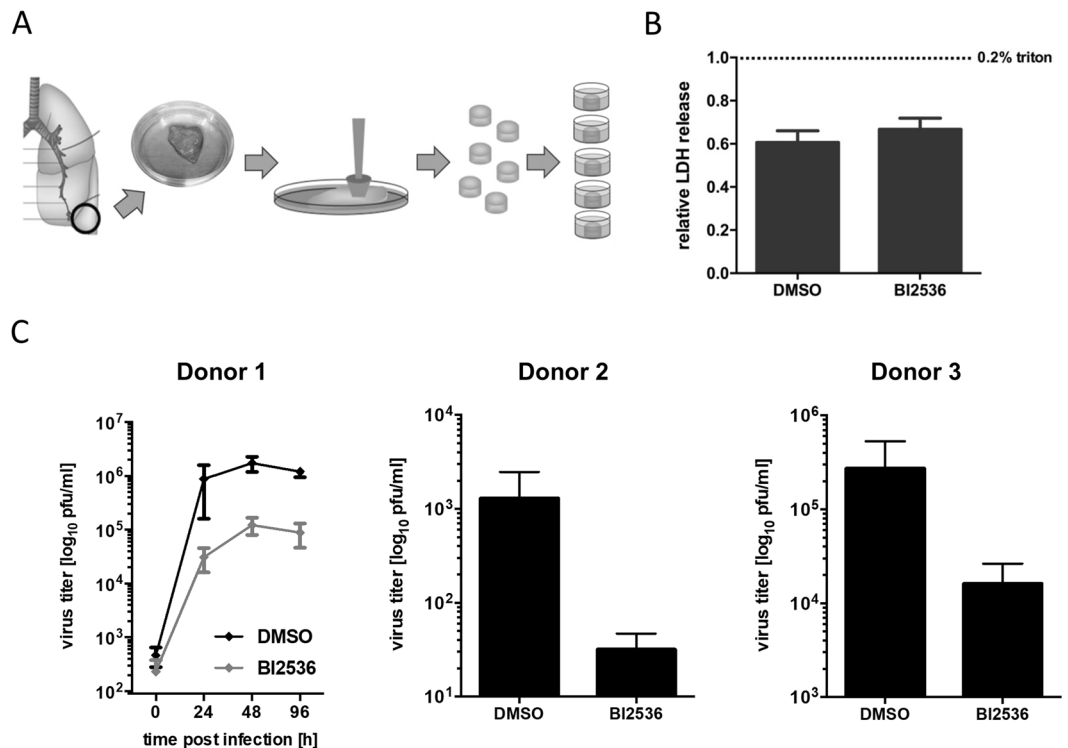 A
B
1.0
0.2% triton
0.8
0.6
0.4
0.2
0.0
relative LDH release
DMSO
BI2536
C
Donor 1
virus titer [log10 pfu/ml]
10^7
10^6
10^5
10^4
10^3
10^2
DMSO
BI2536
0 24 48 96
time post infection [h]
Donor 2
virus titer [log10 pfu/ml]
10^4
10^3
10^2
10^1
DMSO
BI2536
Donor 3
virus titer [log10 pfu/ml]
10^6
10^5
10^4
10^3
DMSO
BI2536